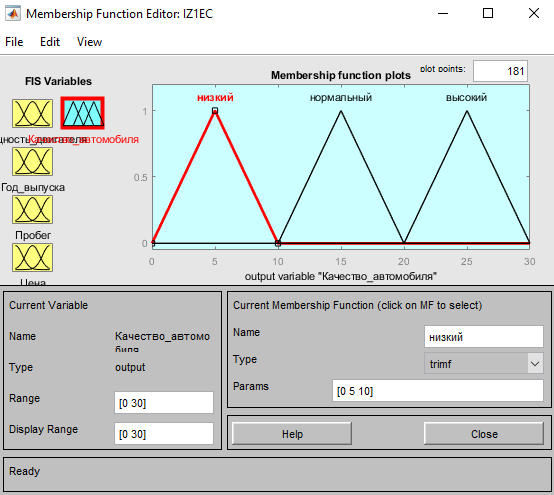 Membership Function Editor: IZ1EC
File Edit View
FIS Variables
Membership function plots
plot points:
181
низкий
нормальный
высокий
1
0.5
0
0 5 10 15 20 25 30
output variable "Качество_автомобиля"
Год_выпуска
Пробег
Цена
Current Variable
Name
Качество_автомо
биля
Type
output
Range
[0 30]
Display Range
[0 30]
Current Membership Function (click on MF to select)
Name
низкий
Type
trimf
Params
[0 5 10]
Help
Close
Ready